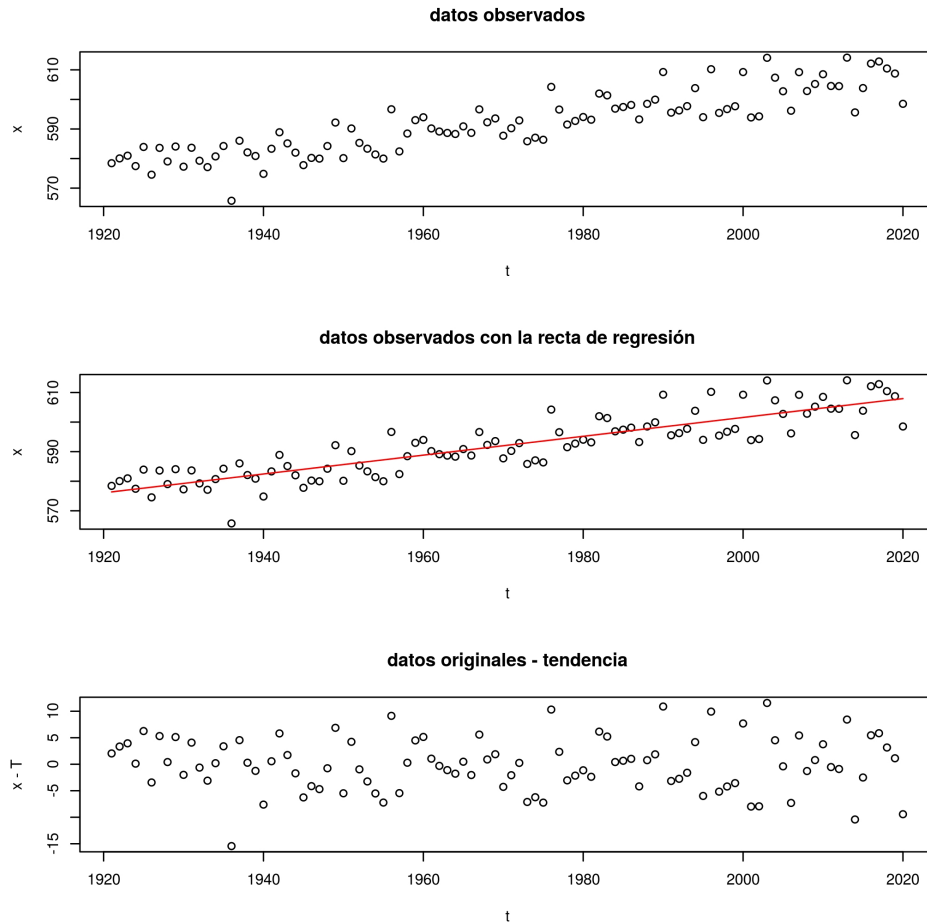 datos observados
610
590
570
x
1920 1940 1960 1980 2000 2020
t
datos observados con la recta de regresión
610
590
570
x
1920 1940 1960 1980 2000 2020
t
datos originales - tendencia
10
5
0
-5
-15
x - T
1920 1940 1960 1980 2000 2020
t